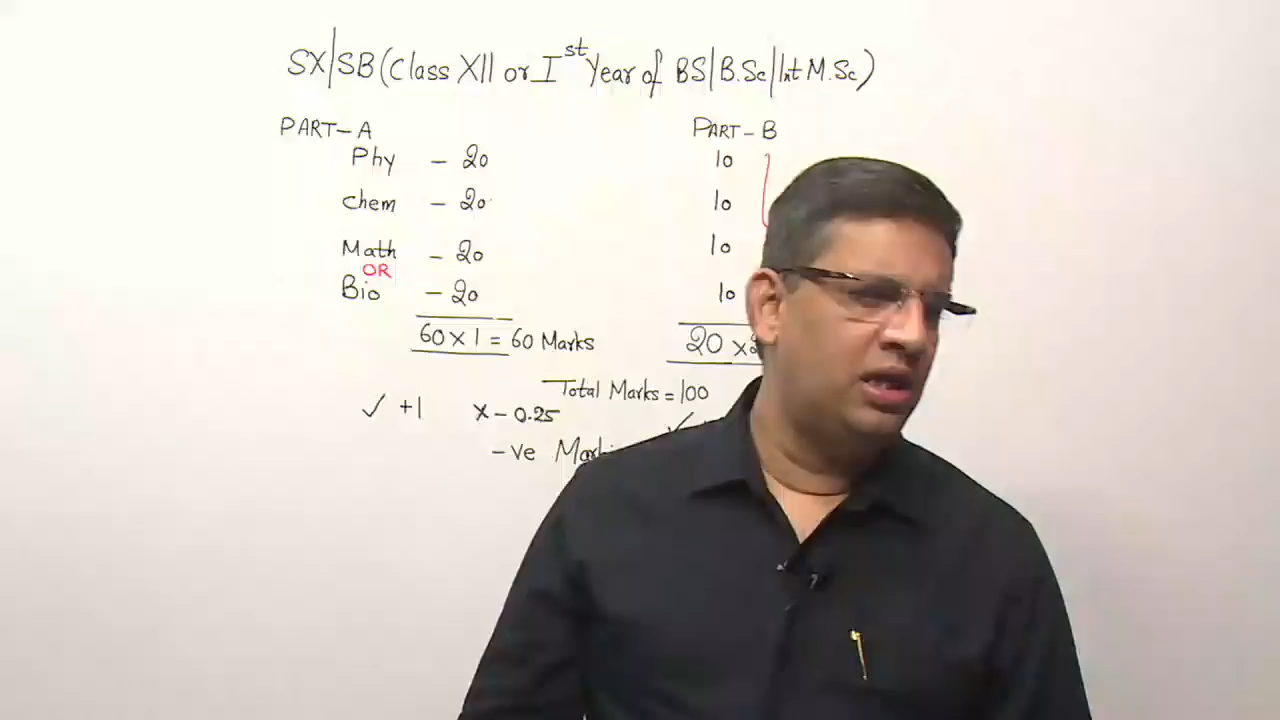 SX|SB (Class XII or Ist Year of BS|B.Sc|Int M.Sc)
PART-A
PART-B
Phy - 20
10
Chem - 20
10
Math - 20
10
OR
Bio - 20
10
60 x 1 = 60 Marks
20 x
Total Marks = 100
✓ +1 x - 0.25
✓
-ve